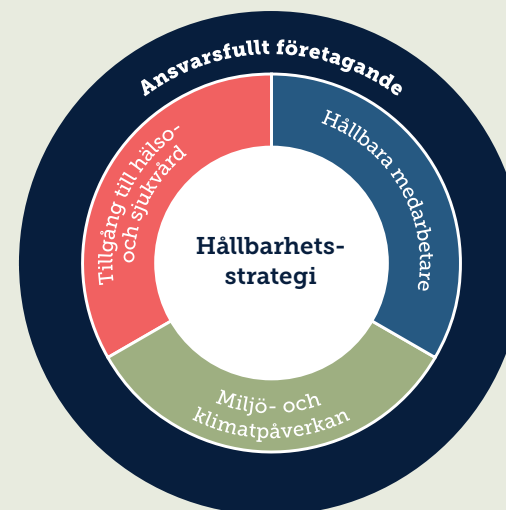 Ansvarsfullt företagande
Tillgång till hälso-
och sjukvård
Hållbara medarbetare
Hållbarhets-
strategi
Miljö- och
klimatpåverkan